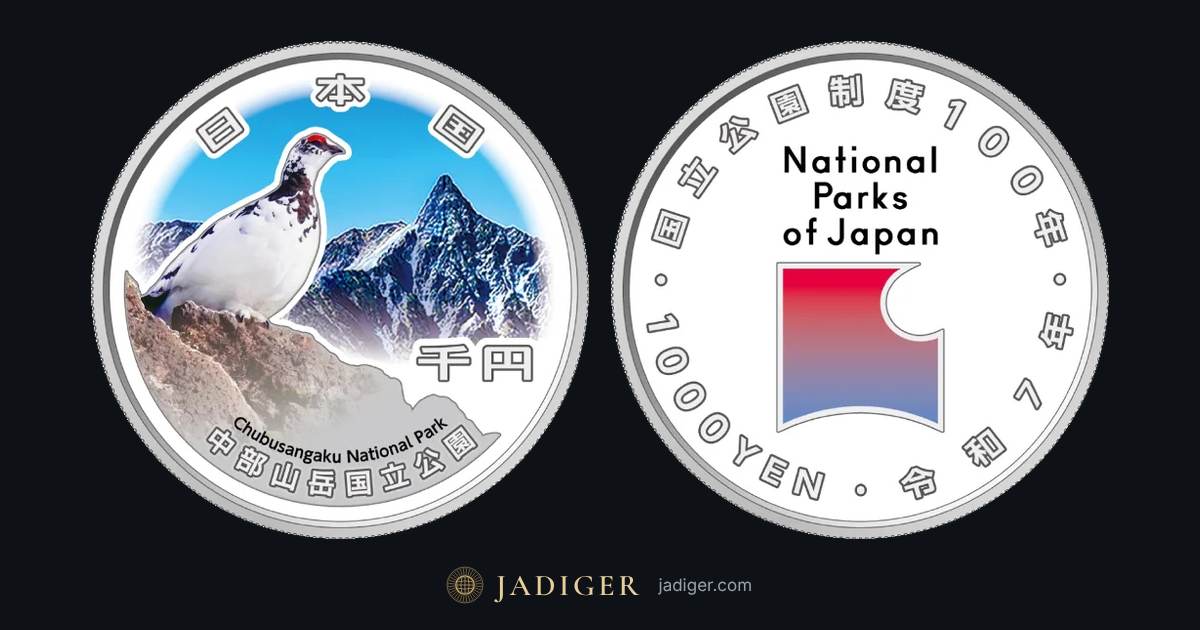 日本国
千円
Chubusangaku National Park
中部山岳国立公園
国立公園制度100年
National
Parks
of Japan
・1000YEN・令和7年・
JADIGER
jadiger.com